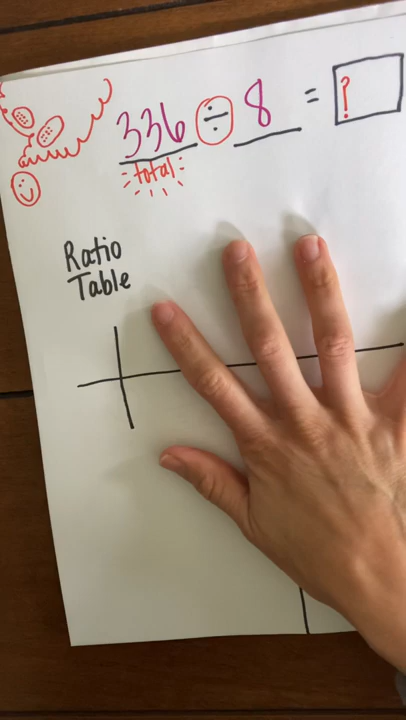 336 ÷ 8 = ?
total
Ratio
Table